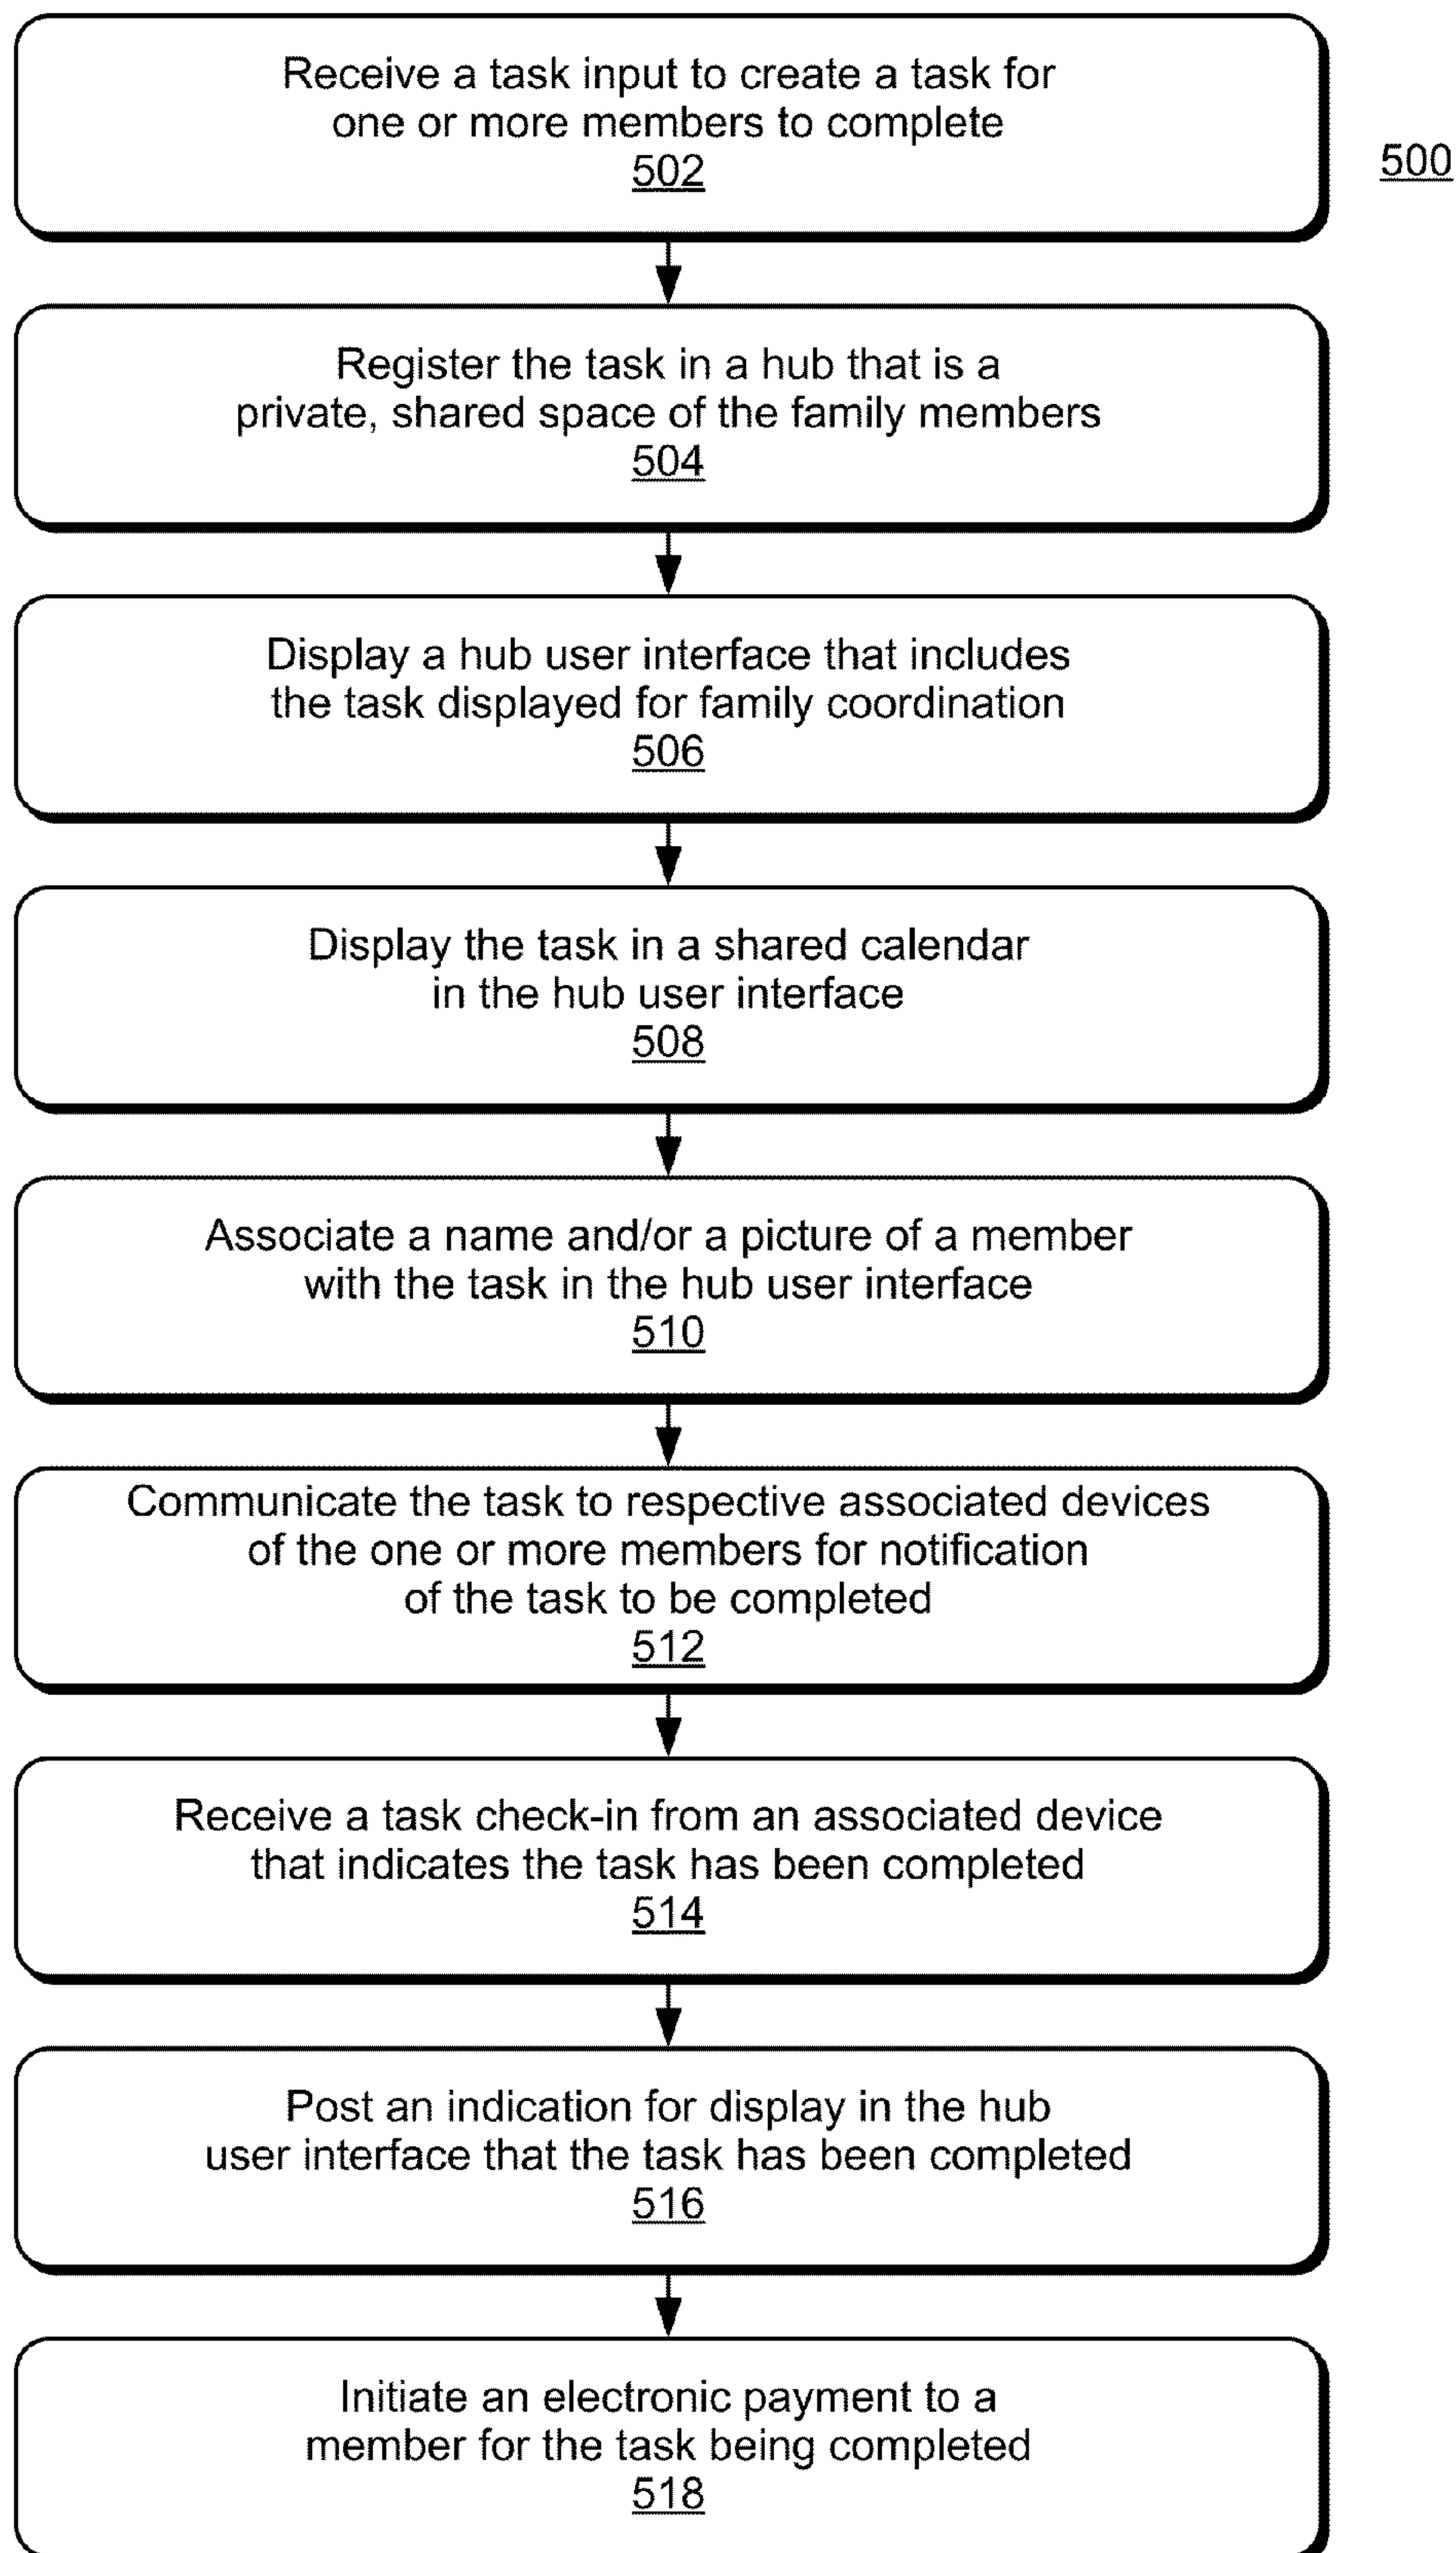 Receive a task input to create a task for
one or more members to complete
502
500
Register the task in a hub that is a
private, shared space of the family members
504
Display a hub user interface that includes
the task displayed for family coordination
506
Display the task in a shared calendar
in the hub user interface
508
Associate a name and/or a picture of a member
with the task in the hub user interface
510
Communicate the task to respective associated devices
of the one or more members for notification
of the task to be completed
512
Receive a task check-in from an associated device
that indicates the task has been completed
514
Post an indication for display in the hub
user interface that the task has been completed
516
Initiate an electronic payment to a
member for the task being completed
518